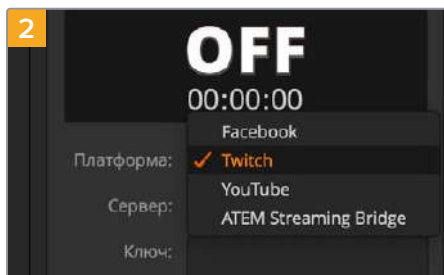 2
OFF
00:00:00
Facebook
Платформа: ✓ Twitch
YouTube
Сервер:
ATEM Streaming Bridge
Ключ: